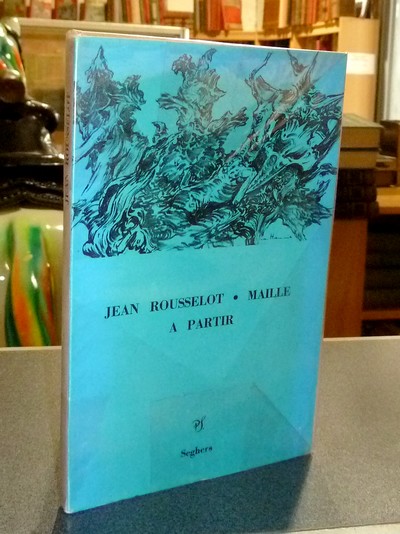 JEAN ROUSSELOT • MAILLE
A PARTIR
PS
Seghers